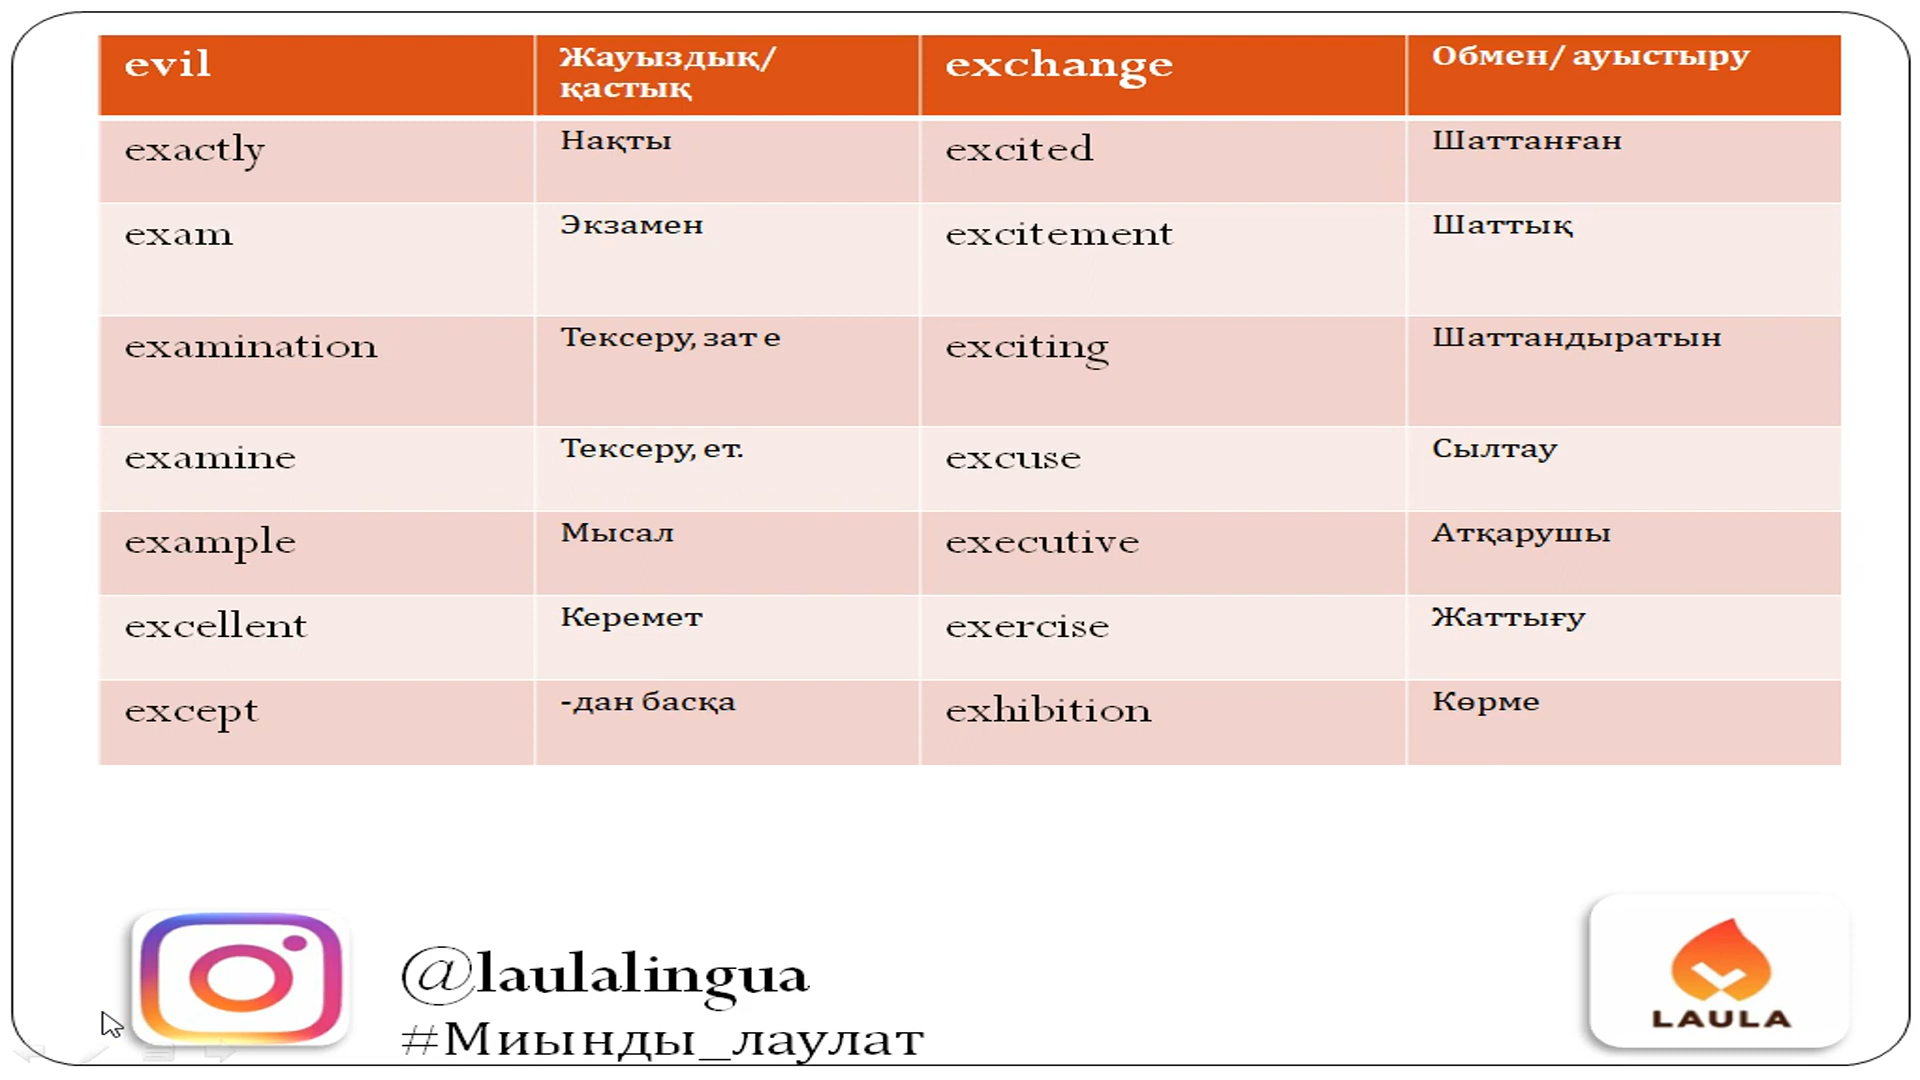 evil Жауыздық/ exchange Обмен/ ауыстыру
қастық
exactly Нақты excited Шаттанған
exam Экзамен excitement Шаттық
examination Тексеру, зат е exciting Шаттандыратын
examine Тексеру, ет. excuse Сылтау
example Мысал executive Атқарушы
excellent Керемет exercise Жаттығу
except -дан басқа exhibition Көрме
@laulalingua
#Миынды_лаулат
LAULA